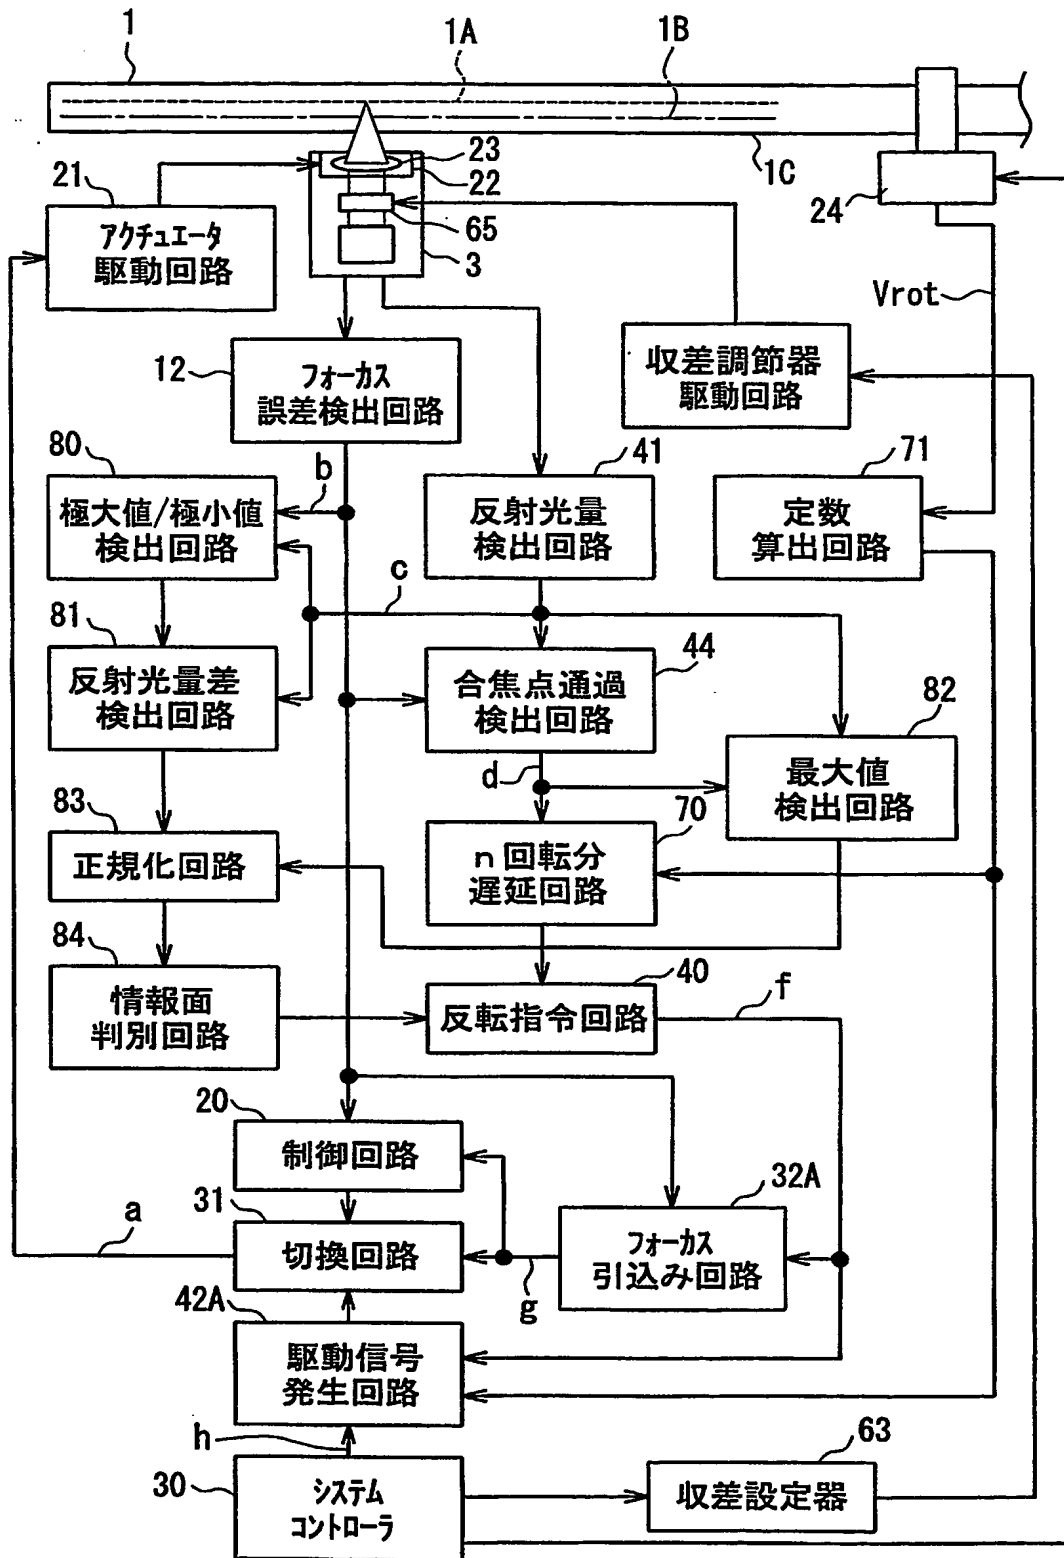 1
1A
1B
23
22
1C
21
65
24
3
アクチュエータ
駆動回路
Vrot
12
フォーカス
誤差検出回路
収差調節器
駆動回路
80
b
41
71
極大値/極小値
検出回路
反射光量
検出回路
定数
算出回路
c
81
44
反射光量差
検出回路
合焦点通過
検出回路
82
d
最大値
検出回路
83
70
正規化回路
n回転分
遅延回路
84
40
f
情報面
判別回路
反転指令回路
20
制御回路
32A
31
a
切換回路
フォーカス
引込み回路
g
42A
駆動信号
発生回路
h
63
30
システム
コントローラ
収差設定器